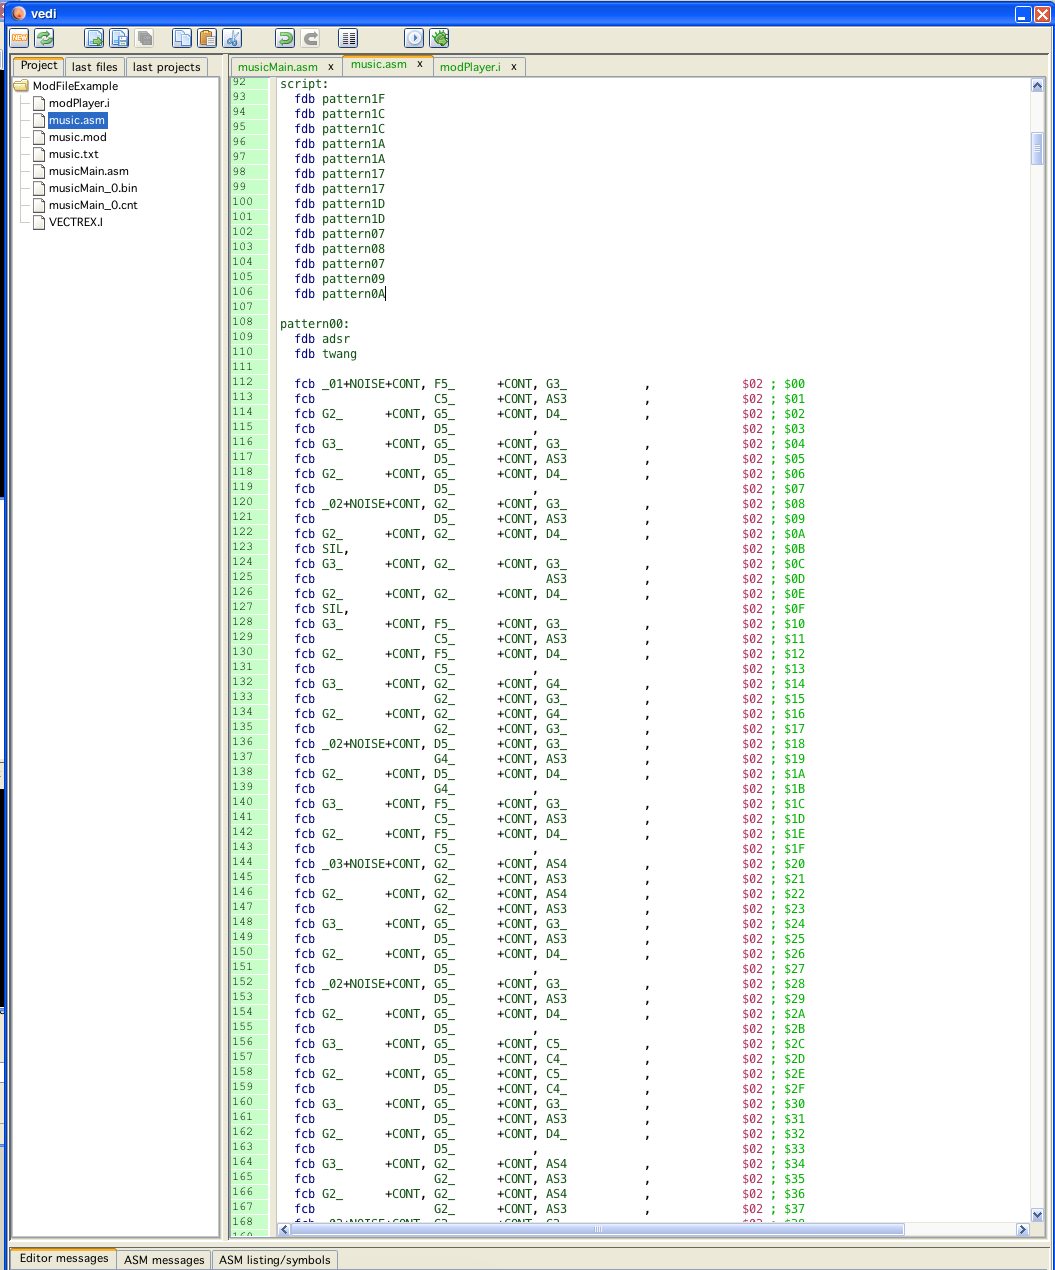 vedi
NEW
Project last files last projects
ModFileExample
modPlayer.i
music.asm
music.mod
music.txt
musicMain.asm
musicMain_0.bin
musicMain_0.cnt
VECTREX.I
musicMain.asm x music.asm x modPlayer.i x
92 script:
93 fdb pattern1F
94 fdb pattern1C
95 fdb pattern1C
96 fdb pattern1A
97 fdb pattern1A
98 fdb pattern17
99 fdb pattern17
100 fdb pattern1D
101 fdb pattern1D
102 fdb pattern07
103 fdb pattern08
104 fdb pattern07
105 fdb pattern09
106 fdb pattern0A
107
108 pattern00:
109 fdb adsr
110 fdb twang
111
112 fcb _01+NOISE+CONT, F5_ +CONT, G3_ , $02 ; $00
113 fcb C5_ +CONT, AS3 , $02 ; $01
114 fcb G2_ +CONT, G5_ +CONT, D4_ , $02 ; $02
115 fcb D5_ , $02 ; $03
116 fcb G3_ +CONT, G5_ +CONT, G3_ , $02 ; $04
117 fcb D5_ +CONT, AS3 , $02 ; $05
118 fcb G2_ +CONT, G5_ +CONT, D4_ , $02 ; $06
119 fcb D5_ , $02 ; $07
120 fcb _02+NOISE+CONT, G2_ +CONT, G3_ , $02 ; $08
121 fcb D5_ +CONT, AS3 , $02 ; $09
122 fcb G2_ +CONT, G2_ +CONT, D4_ , $02 ; $0A
123 fcb SIL, $02 ; $0B
124 fcb G3_ +CONT, G2_ +CONT, G3_ , $02 ; $0C
125 fcb AS3 , $02 ; $0D
126 fcb G2_ +CONT, G2_ +CONT, D4_ , $02 ; $0E
127 fcb SIL, $02 ; $0F
128 fcb G3_ +CONT, F5_ +CONT, G3_ , $02 ; $10
129 fcb C5_ +CONT, AS3 , $02 ; $11
130 fcb G2_ +CONT, F5_ +CONT, D4_ , $02 ; $12
131 fcb C5_ , $02 ; $13
132 fcb G3_ +CONT, G2_ +CONT, G4_ , $02 ; $14
133 fcb G2_ +CONT, G3_ , $02 ; $15
134 fcb G2_ +CONT, G2_ +CONT, G4_ , $02 ; $16
135 fcb G2_ +CONT, G3_ , $02 ; $17
136 fcb _02+NOISE+CONT, D5_ +CONT, G3_ , $02 ; $18
137 fcb G4_ +CONT, AS3 , $02 ; $19
138 fcb G2_ +CONT, D5_ +CONT, D4_ , $02 ; $1A
139 fcb G4_ , $02 ; $1B
140 fcb G3_ +CONT, F5_ +CONT, G3_ , $02 ; $1C
141 fcb C5_ +CONT, AS3 , $02 ; $1D
142 fcb G2_ +CONT, F5_ +CONT, D4_ , $02 ; $1E
143 fcb C5_ , $02 ; $1F
144 fcb _03+NOISE+CONT, G2_ +CONT, AS4 , $02 ; $20
145 fcb G2_ +CONT, AS3 , $02 ; $21
146 fcb G2_ +CONT, G2_ +CONT, AS4 , $02 ; $22
147 fcb G2_ +CONT, AS3 , $02 ; $23
148 fcb G3_ +CONT, G5_ +CONT, G3_ , $02 ; $24
149 fcb D5_ +CONT, AS3 , $02 ; $25
150 fcb G2_ +CONT, G5_ +CONT, D4_ , $02 ; $26
151 fcb D5_ , $02 ; $27
152 fcb _02+NOISE+CONT, G5_ +CONT, G3_ , $02 ; $28
153 fcb D5_ +CONT, AS3 , $02 ; $29
154 fcb G2_ +CONT, G5_ +CONT, D4_ , $02 ; $2A
155 fcb D5_ , $02 ; $2B
156 fcb G3_ +CONT, G5_ +CONT, C5_ , $02 ; $2C
157 fcb D5_ +CONT, C4_ , $02 ; $2D
158 fcb G2_ +CONT, G5_ +CONT, C5_ , $02 ; $2E
159 fcb D5_ +CONT, C4_ , $02 ; $2F
160 fcb G3_ +CONT, G5_ +CONT, G3_ , $02 ; $30
161 fcb D5_ +CONT, AS3 , $02 ; $31
162 fcb G2_ +CONT, G5_ +CONT, D4_ , $02 ; $32
163 fcb D5_ , $02 ; $33
164 fcb G3_ +CONT, G2_ +CONT, AS4 , $02 ; $34
165 fcb G2_ +CONT, AS3 , $02 ; $35
166 fcb G2_ +CONT, G2_ +CONT, AS4 , $02 ; $36
167 fcb G2_ +CONT, AS3 , $02 ; $37
168
Editor messages ASM messages ASM listing/symbols